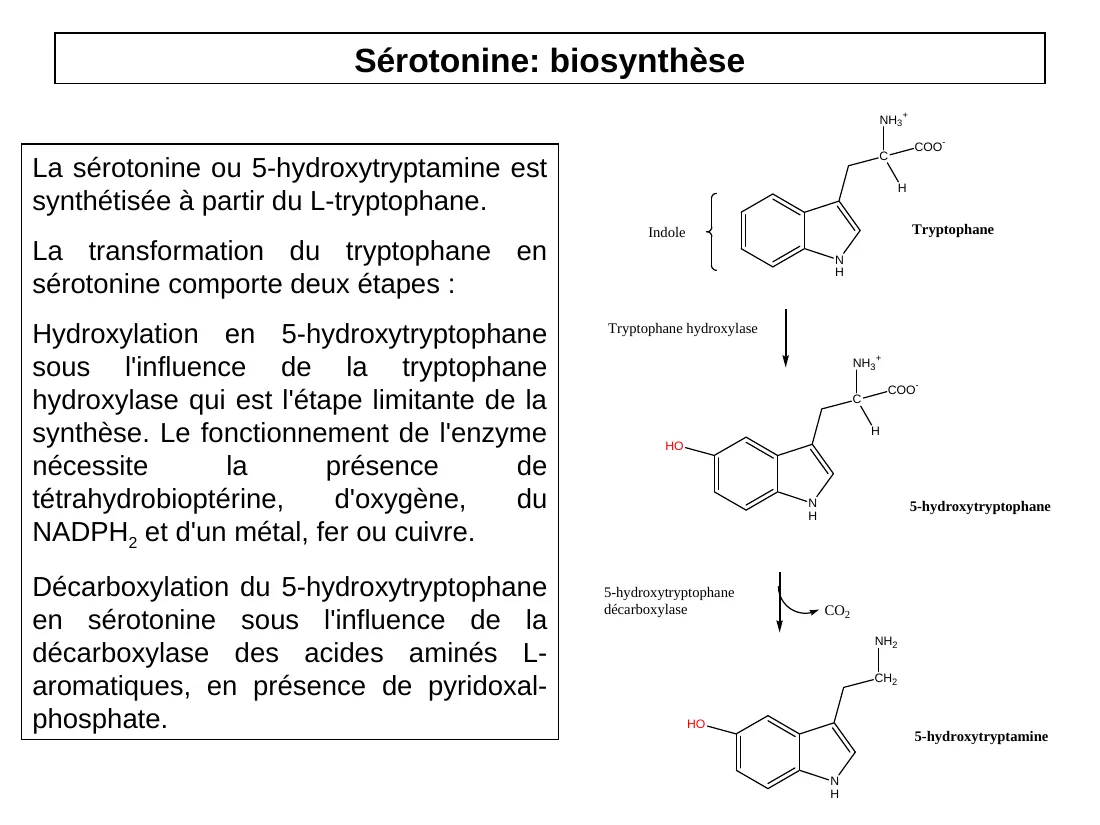 Sérotonine: biosynthèse
La sérotonine ou 5-hydroxytryptamine est
synthétisée à partir du L-tryptophane.
La transformation du tryptophane en
sérotonine comporte deux étapes :
Hydroxylation en 5-hydroxytryptophane
sous l'influence de la tryptophane
hydroxylase qui est l'étape limitante de la
synthèse. Le fonctionnement de l'enzyme
nécessite la présence de
tétrahydrobioptérine, d'oxygène, du
NADPH₂ et d'un métal, fer ou cuivre.
Décarboxylation du 5-hydroxytryptophane
en sérotonine sous l'influence de la
décarboxylase des acides aminés L-
aromatiques, en présence de pyridoxal-
phosphate.
NH₃⁺
C
COO⁻
H
Indole
Tryptophane
N
H
Tryptophane hydroxylase
NH₃⁺
C
COO⁻
H
HO
N
H
5-hydroxytryptophane
5-hydroxytryptophane
décarboxylase
CO₂
NH₂
CH₂
HO
5-hydroxytryptamine
N
H